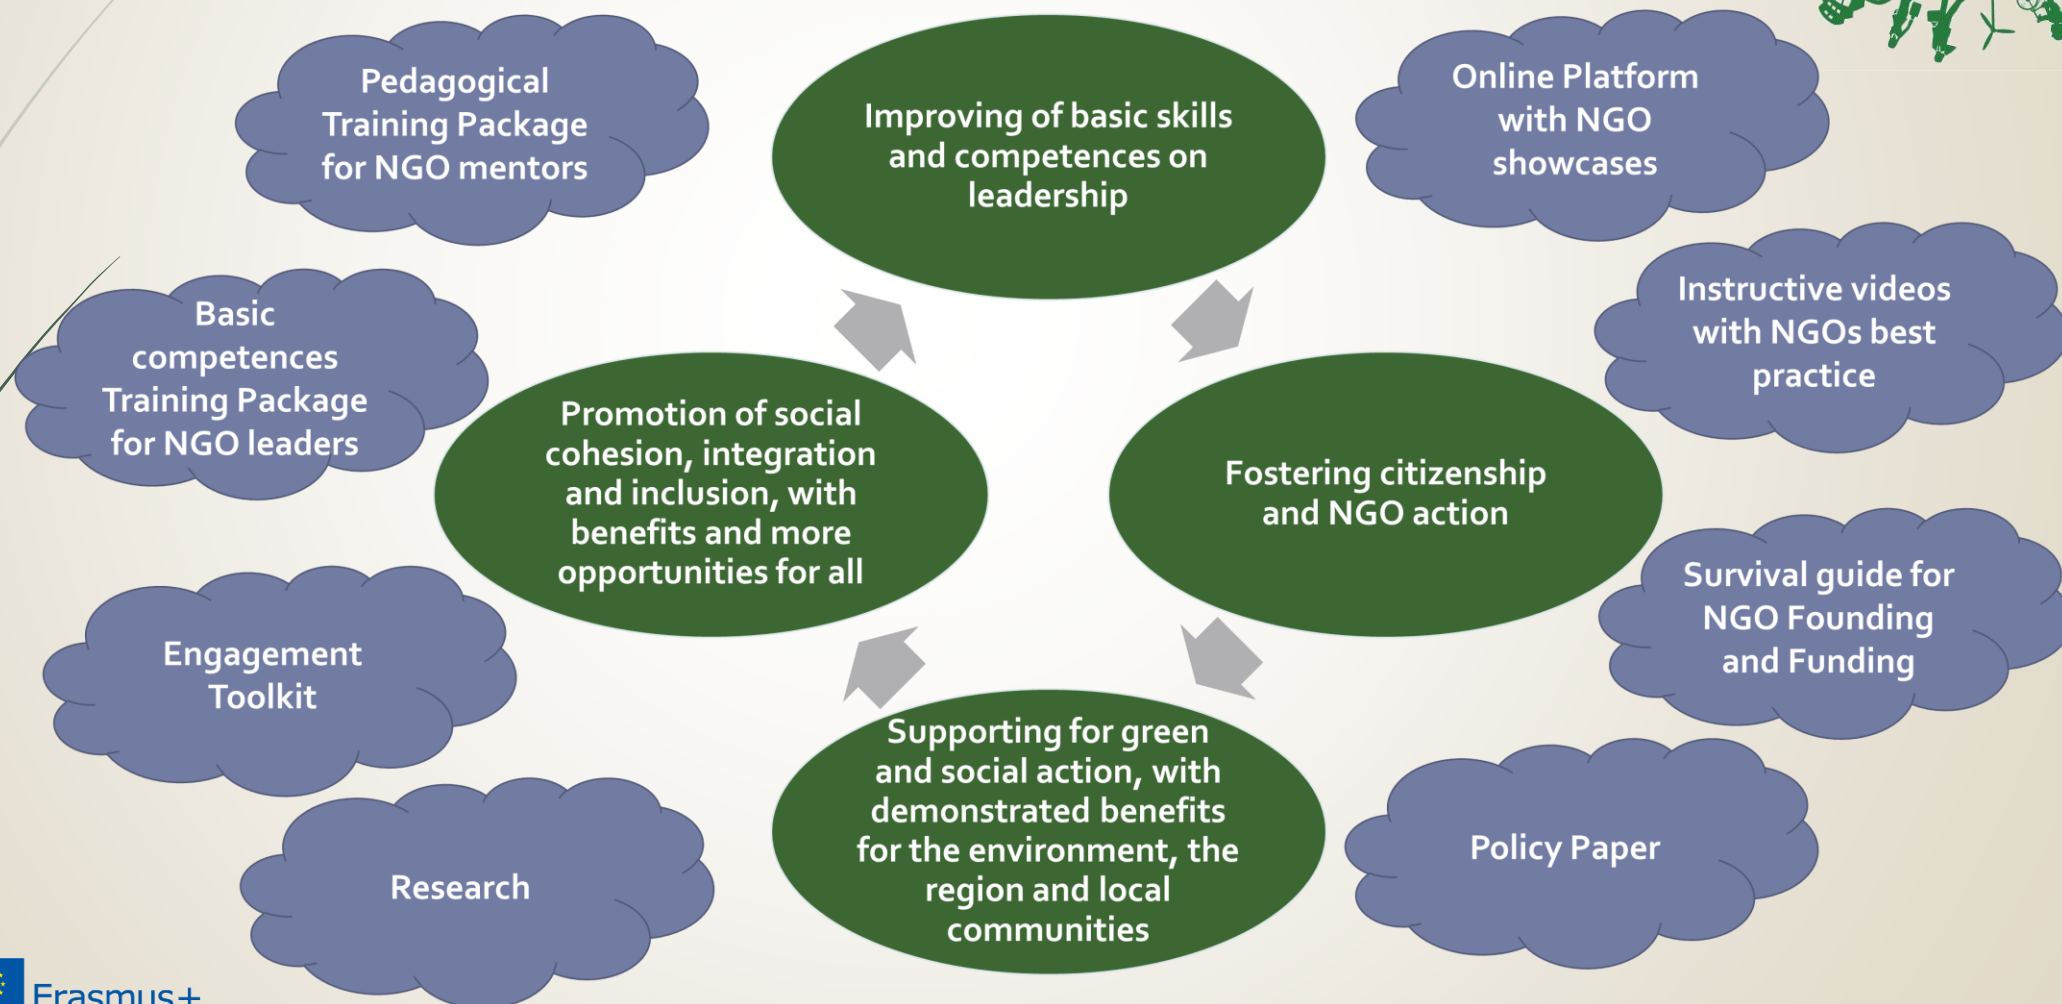 Pedagogical
Training Package
for NGO mentors
Improving of basic skills
and competences on
leadership
Online Platform
with NGO
showcases
Basic
competences
Training Package
for NGO leaders
Instructive videos
with NGOs best
practice
Promotion of social
cohesion, integration
and inclusion, with
benefits and more
opportunities for all
Fostering citizenship
and NGO action
Engagement
Toolkit
Survival guide for
NGO Founding
and Funding
Supporting for green
and social action, with
demonstrated benefits
for the environment, the
region and local
communities
Research
Policy Paper
Erasmus+